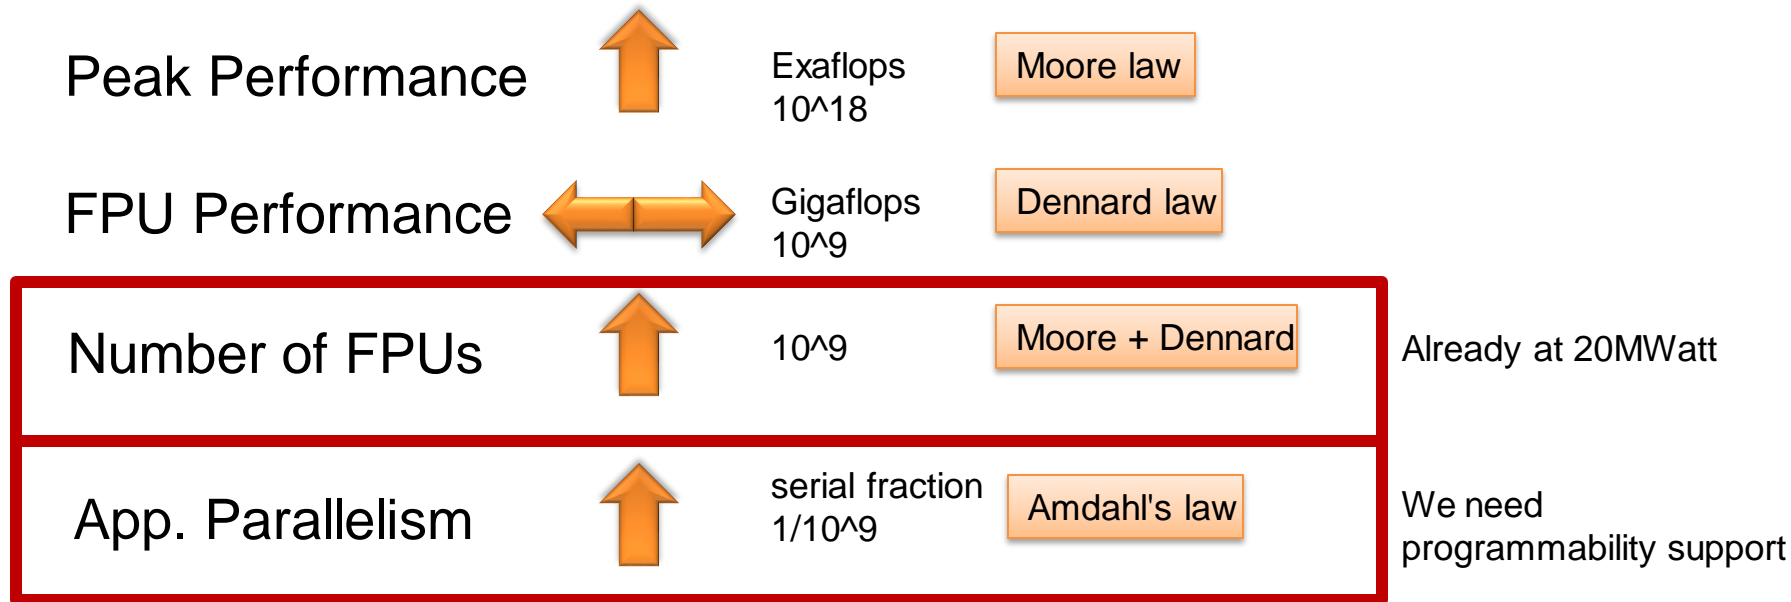 Peak Performance
Exaflops
10^18
Moore law
FPU Performance
Gigaflops
10^9
Dennard law
Number of FPUs
10^9
Moore + Dennard
Already at 20MWatt
App. Parallelism
serial fraction
1/10^9
Amdahl's law
We need
programmability support